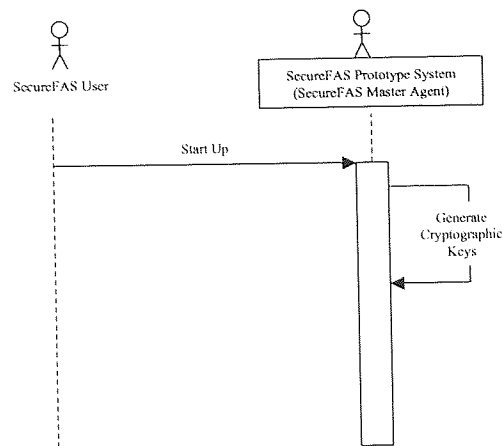 SecureFAS User
SecureFAS Prototype System
(SecureFAS Master Agent)
Start Up
Generate
Cryptographic
Keys